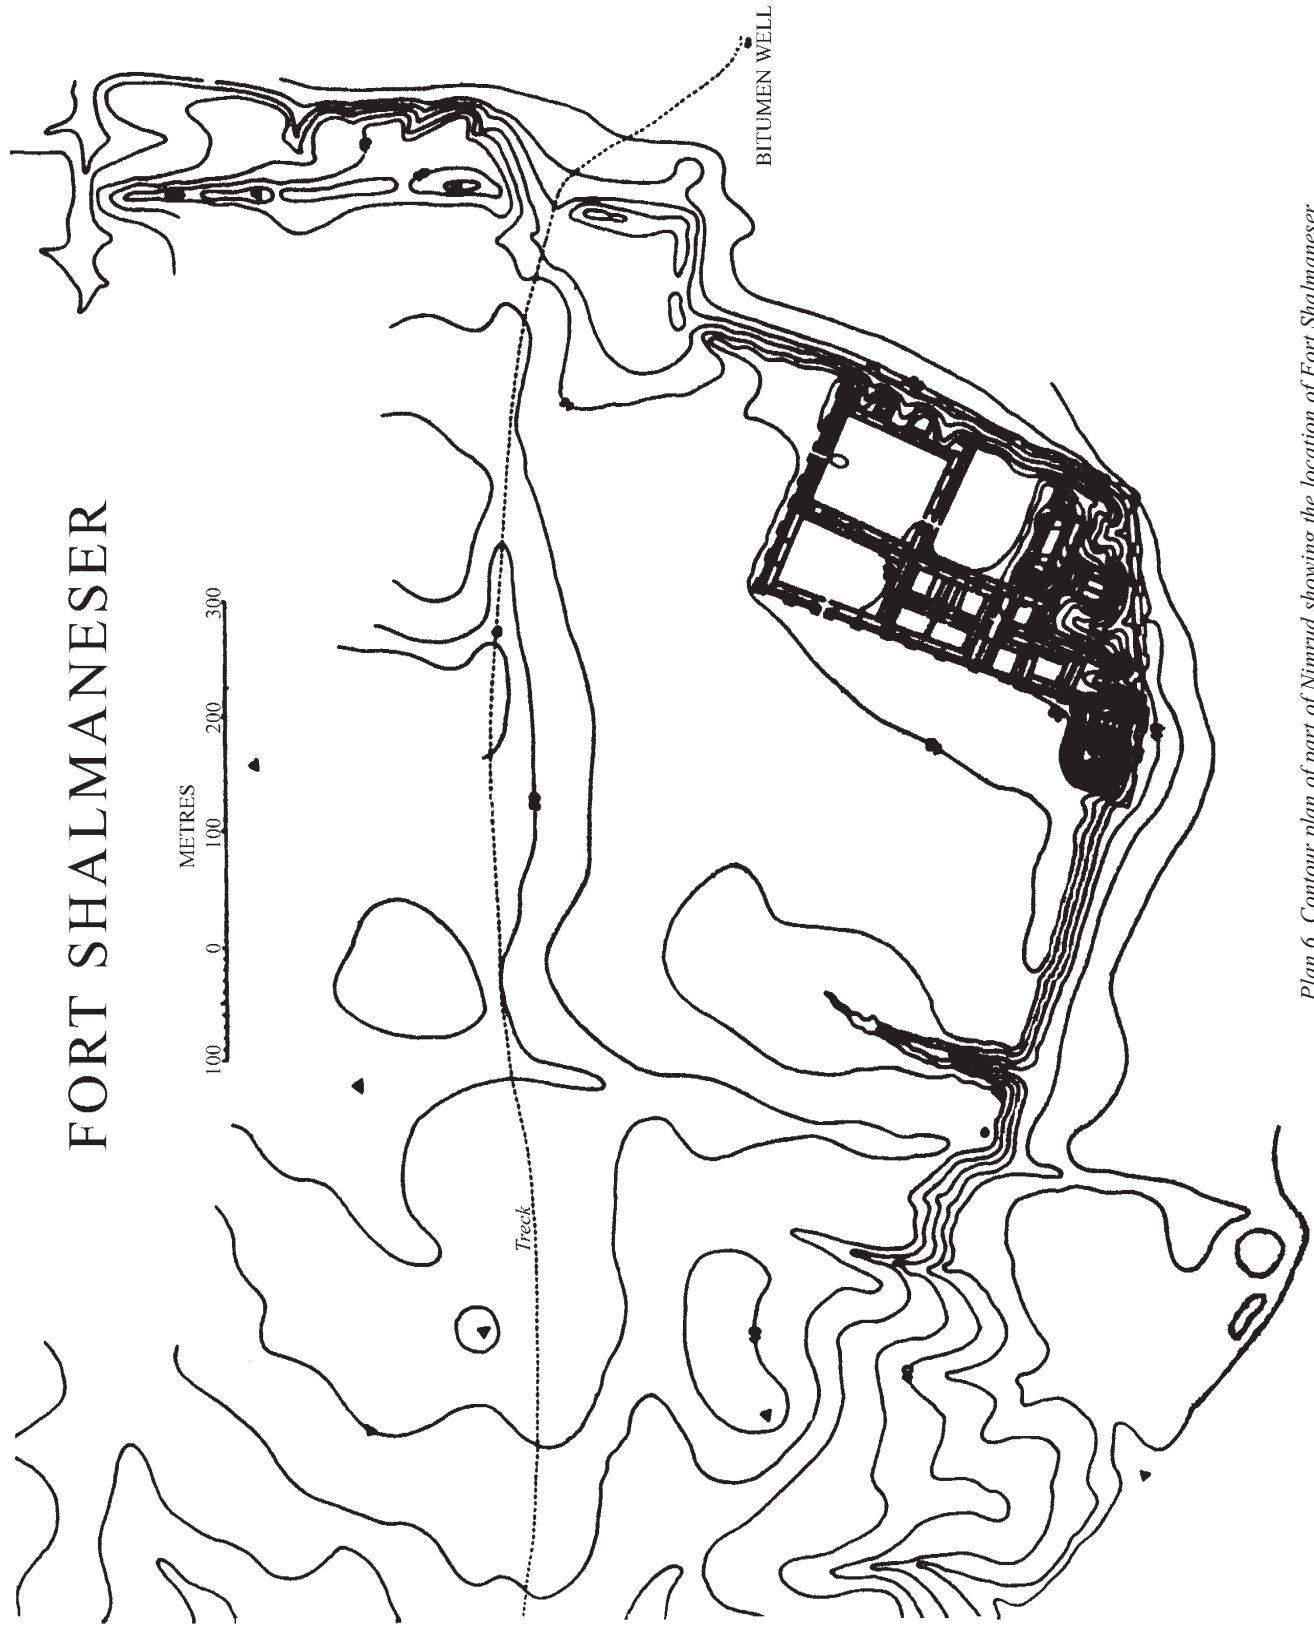 FORT SHALMANESER
METRES
100 0 100 200 300
BITUMEN WELL
Treck
Plan 6 Contour plan of part of Nimrud showing the location of Fort Shalmaneser